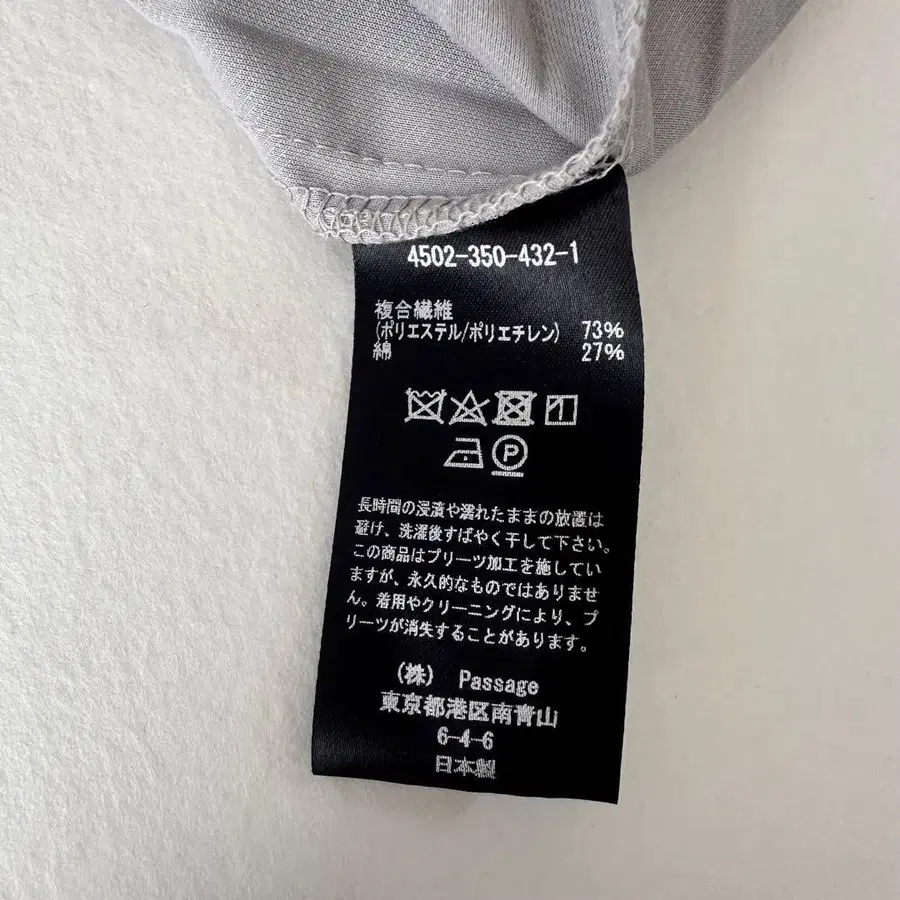 4502-350-432-1
複合繊維
(ポリエステル/ポリエチレン) 73%
綿 27%
P
長時間の浸漬や濡れたままの放置は
避け、洗濯後すばやく干して下さい。
この商品はプリーツ加工を施してい
ますが、永久的なものではありませ
ん。着用やクリーニングにより、プ
リーツが消失することがあります。
(株) Passage
東京都港区南青山
6-4-6
日本製